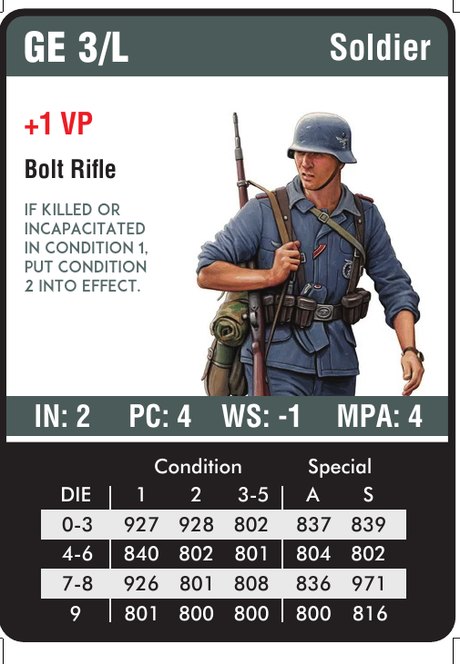 GE 3/L Soldier
+1 VP
Bolt Rifle
IF KILLED OR
INCAPACITATED
IN CONDITION 1,
PUT CONDITION
2 INTO EFFECT.
IN: 2 PC: 4 WS: -1 MPA: 4
Condition Special
DIE 1 2 3-5 A S
0-3 927 928 802 837 839
4-6 840 802 801 804 802
7-8 926 801 808 836 971
9 801 800 800 800 816